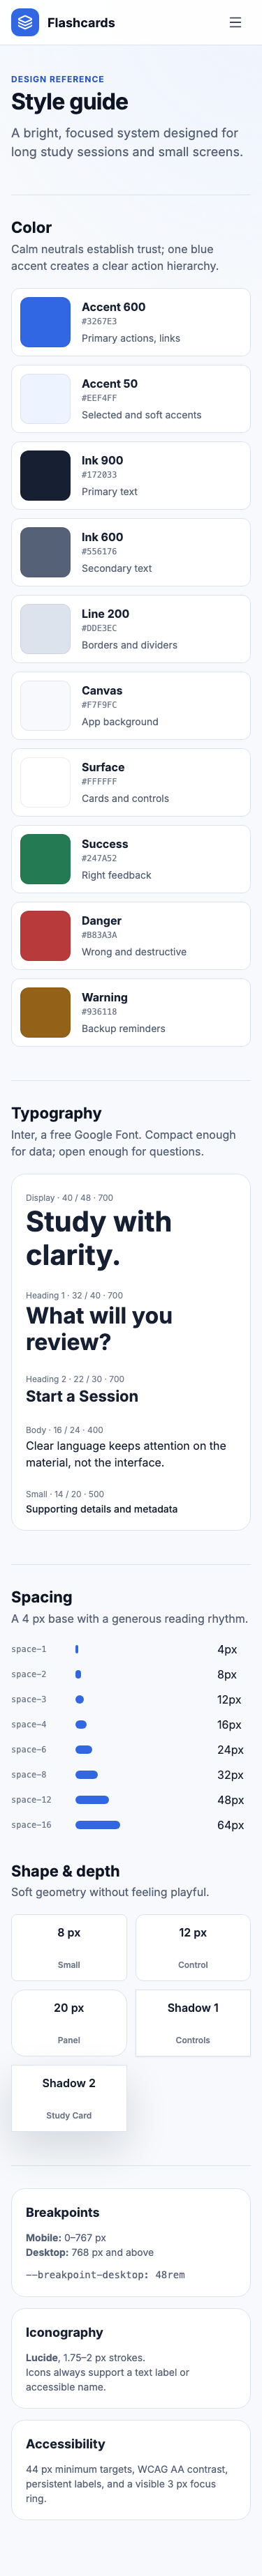 Flashcards
DESIGN REFERENCE
Style guide
A bright, focused system designed for
long study sessions and small screens.
Color
Calm neutrals establish trust; one blue
accent creates a clear action hierarchy.
Accent 600
#3267E3
Primary actions, links
Accent 50
#EEF4FF
Selected and soft accents
Ink 900
#172033
Primary text
Ink 600
#556176
Secondary text
Line 200
#DDE3EC
Borders and dividers
Canvas
#F7F9FC
App background
Surface
#FFFFFF
Cards and controls
Success
#247A52
Right feedback
Danger
#B83A3A
Wrong and destructive
Warning
#936118
Backup reminders
Typography
Inter, a free Google Font. Compact enough
for data; open enough for questions.
Display · 40 / 48 · 700
Study with
clarity.
Heading 1 · 32 / 40 · 700
What will you
review?
Heading 2 · 22 / 30 · 700
Start a Session
Body · 16 / 24 · 400
Clear language keeps attention on the
material, not the interface.
Small · 14 / 20 · 500
Supporting details and metadata
Spacing
A 4 px base with a generous reading rhythm.
space-1 4px
space-2 8px
space-3 12px
space-4 16px
space-6 24px
space-8 32px
space-12 48px
space-16 64px
Shape & depth
Soft geometry without feeling playful.
8 px
Small
12 px
Control
20 px
Panel
Shadow 1
Controls
Shadow 2
Study Card
Breakpoints
Mobile: 0–767 px
Desktop: 768 px and above
--breakpoint-desktop: 48rem
Iconography
Lucide, 1.75–2 px strokes.
Icons always support a text label or
accessible name.
Accessibility
44 px minimum targets, WCAG AA contrast,
persistent labels, and a visible 3 px focus
ring.